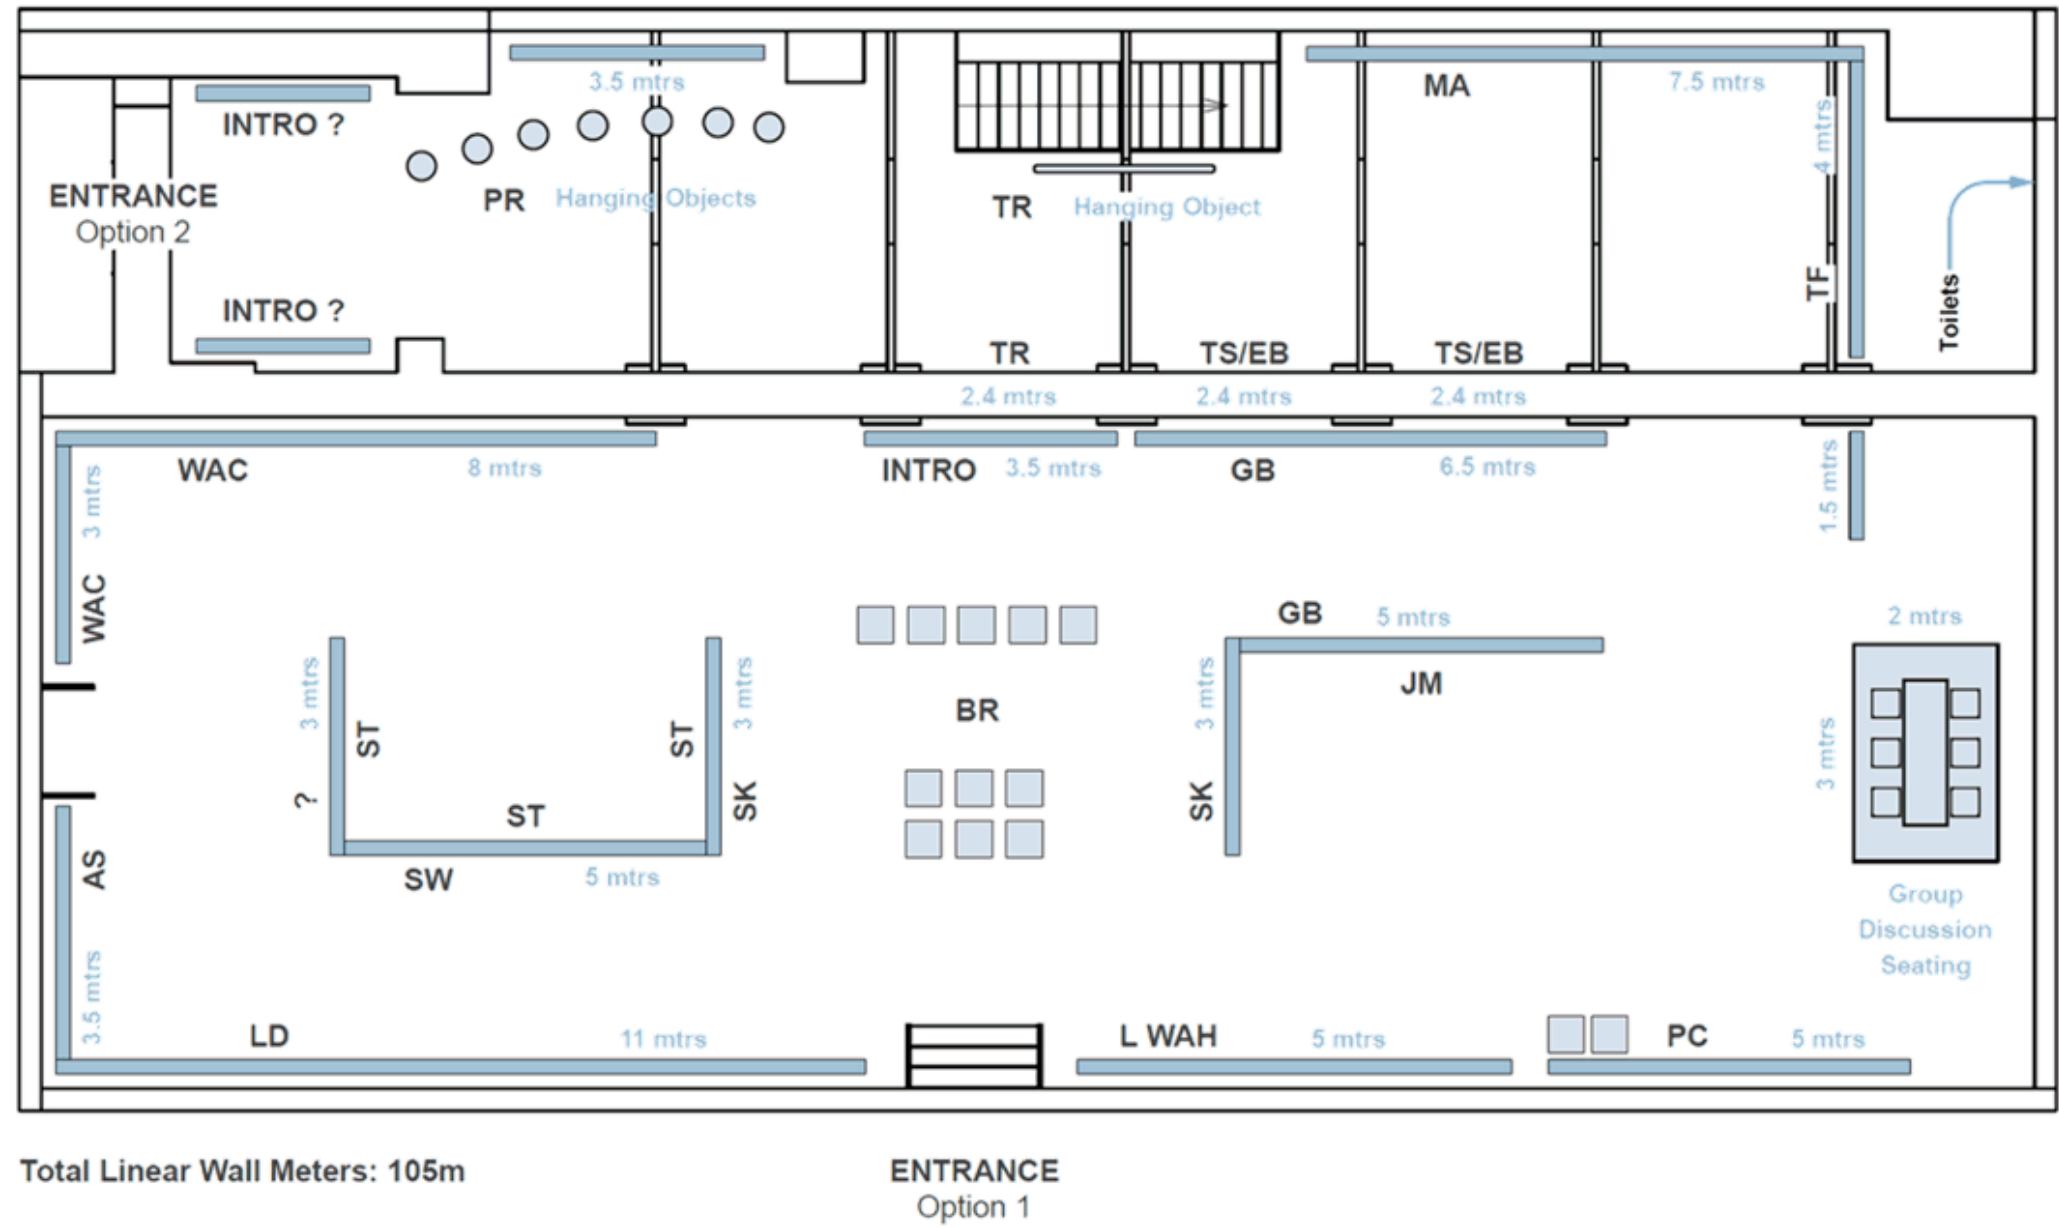 3.5 mtrs
MA
7.5 mtrs
INTRO ?
4 mtrs
ENTRANCE
Option 2
PR
Hanging Objects
TR
Hanging Object
INTRO ?
TF
Toilets
TR
TS/EB
TS/EB
2.4 mtrs
2.4 mtrs
2.4 mtrs
WAC
8 mtrs
INTRO
3.5 mtrs
GB
6.5 mtrs
3 mtrs
1.5 mtrs
WAC
GB
5 mtrs
2 mtrs
3 mtrs
ST
ST
3 mtrs
BR
3 mtrs
JM
3 mtrs
?
ST
SK
SK
AS
SW
5 mtrs
Group
Discussion
Seating
3.5 mtrs
LD
11 mtrs
L WAH
5 mtrs
PC
5 mtrs
Total Linear Wall Meters: 105m
ENTRANCE
Option 1